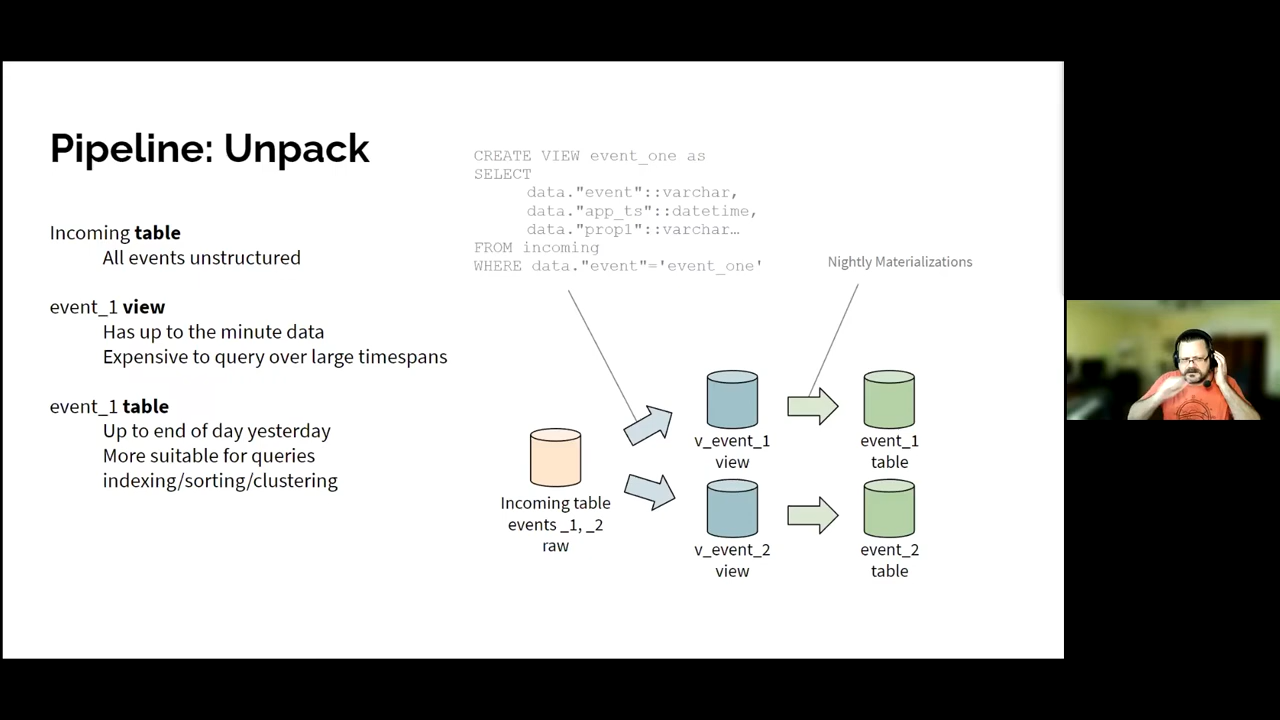 Pipeline: Unpack
Incoming table
All events unstructured
event_1 view
Has up to the minute data
Expensive to query over large timespans
event_1 table
Up to end of day yesterday
More suitable for queries
indexing/sorting/clustering
CREATE VIEW event_one as
SELECT
data."event"::varchar,
data."app_ts"::datetime,
data."prop1"::varchar…
FROM incoming
WHERE data."event"='event_one'
Nightly Materializations
Incoming table
events _1, _2
raw
v_event_1
view
event_1
table
v_event_2
view
event_2
table